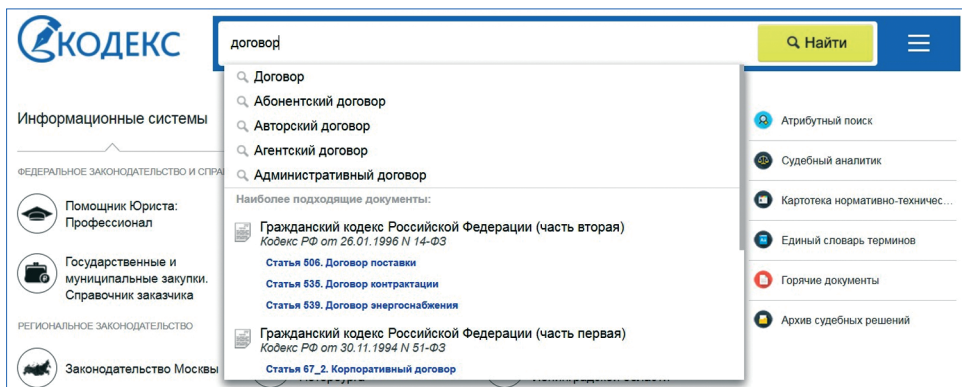 КОДЕКС
договор
Найти
Договор
Абонентский договор
Авторский договор
Агентский договор
Административный договор
Наиболее подходящие документы:
Гражданский кодекс Российской Федерации (часть вторая)
Кодекс РФ от 26.01.1996 N 14-ФЗ
Статья 506. Договор поставки
Статья 535. Договор контрактации
Статья 539. Договор энергоснабжения
Гражданский кодекс Российской Федерации (часть первая)
Кодекс РФ от 30.11.1994 N 51-ФЗ
Статья 67_2. Корпоративный договор
Информационные системы
ФЕДЕРАЛЬНОЕ ЗАКОНОДАТЕЛЬСТВО И СПРА
Помощник Юриста:
Профессионал
Государственные и
муниципальные закупки.
Справочник заказчика
РЕГИОНАЛЬНОЕ ЗАКОНОДАТЕЛЬСТВО
Законодательство Москвы
Атрибутный поиск
Судебный аналитик
Картотека нормативно-техничес...
Единый словарь терминов
Горячие документы
Архив судебных решений